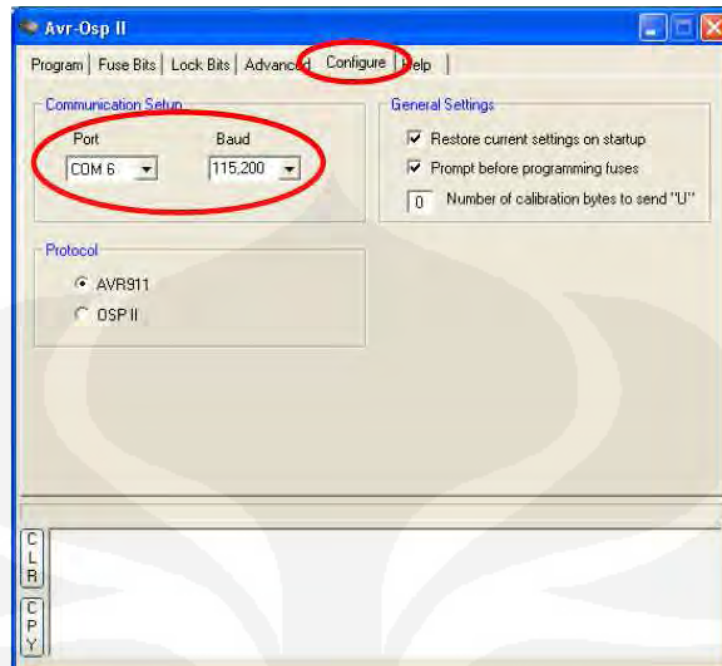 Avr-Osp II
Program Fuse Bits Lock Bits Advanced Configure Help
Communication Setup
Port Baud
COM 6 115,200
General Settings
Restore current settings on startup
Prompt before programming fuses
0 Number of calibration bytes to send "U"
Protocol
AVR911
OSP II
C
L
R
C
P
Y